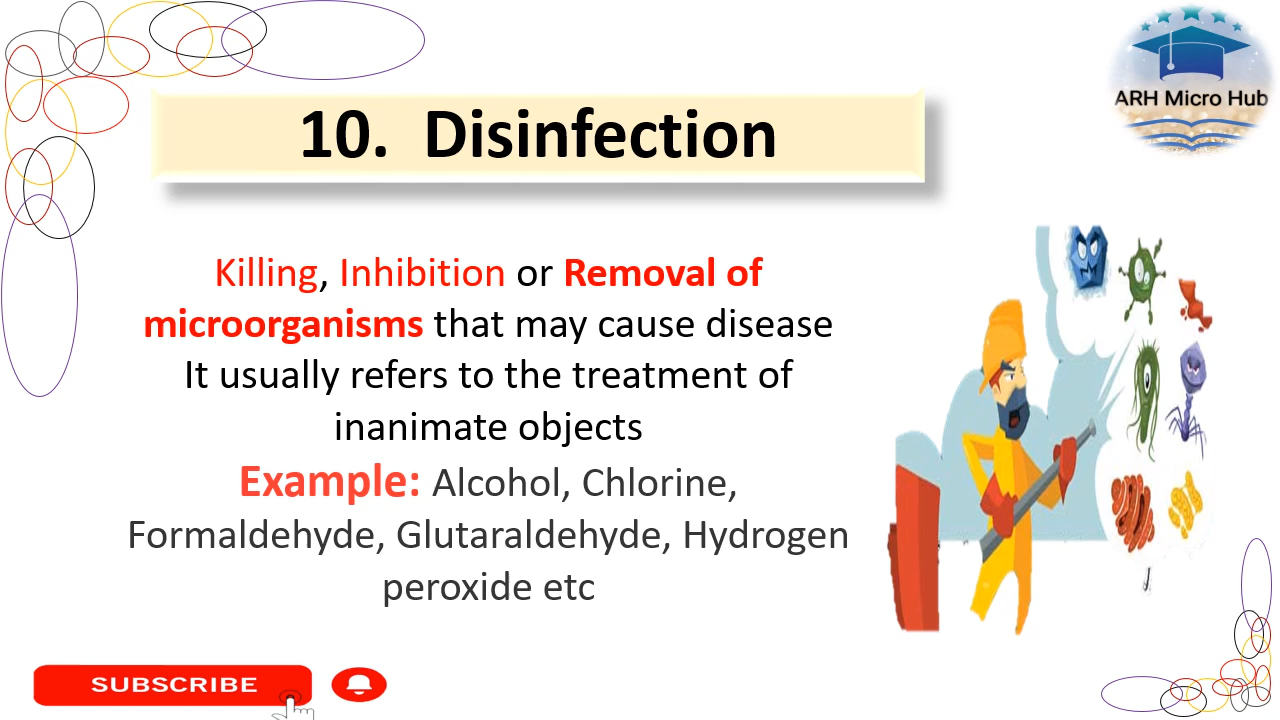 ARH Micro Hub
10. Disinfection
Killing, Inhibition or Removal of
microorganisms that may cause disease
It usually refers to the treatment of
inanimate objects
Example: Alcohol, Chlorine,
Formaldehyde, Glutaraldehyde, Hydrogen
peroxide etc
SUBSCRIBE